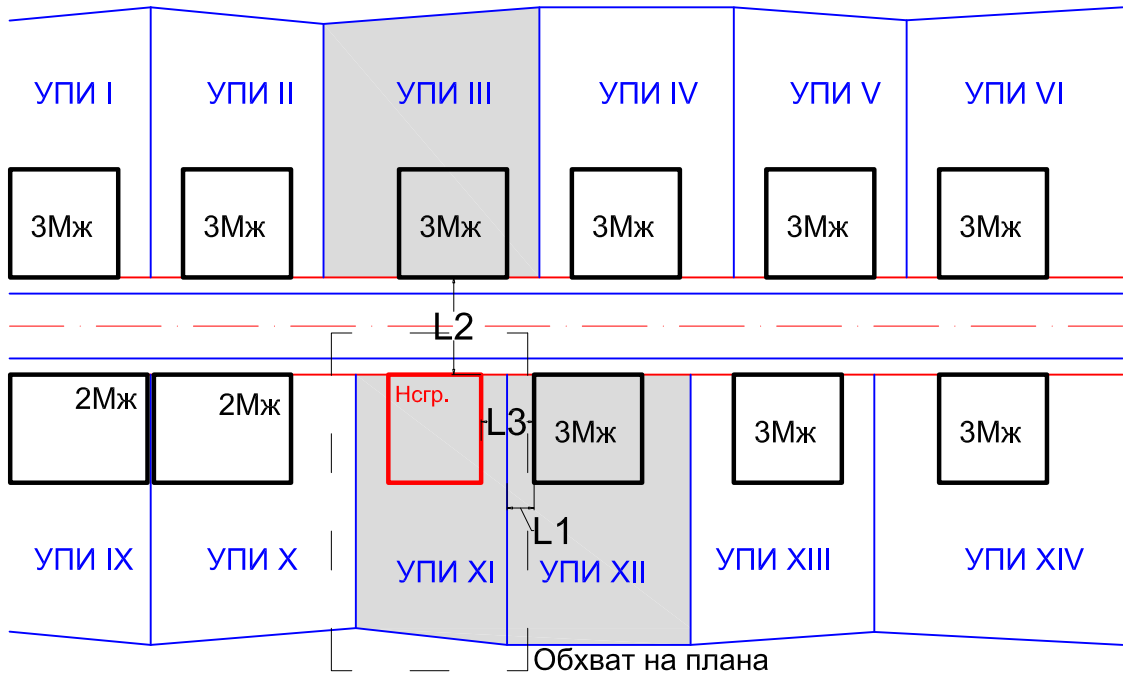 УПИ I УПИ II УПИ III УПИ IV УПИ V УПИ VI
3Мж 3Мж 3Мж 3Мж 3Мж 3Мж
L2
2Мж 2Мж Нсгр. L3 3Мж 3Мж 3Мж
L1
УПИ IX УПИ X УПИ XI УПИ XII УПИ XIII УПИ XIV
Обхват на плана